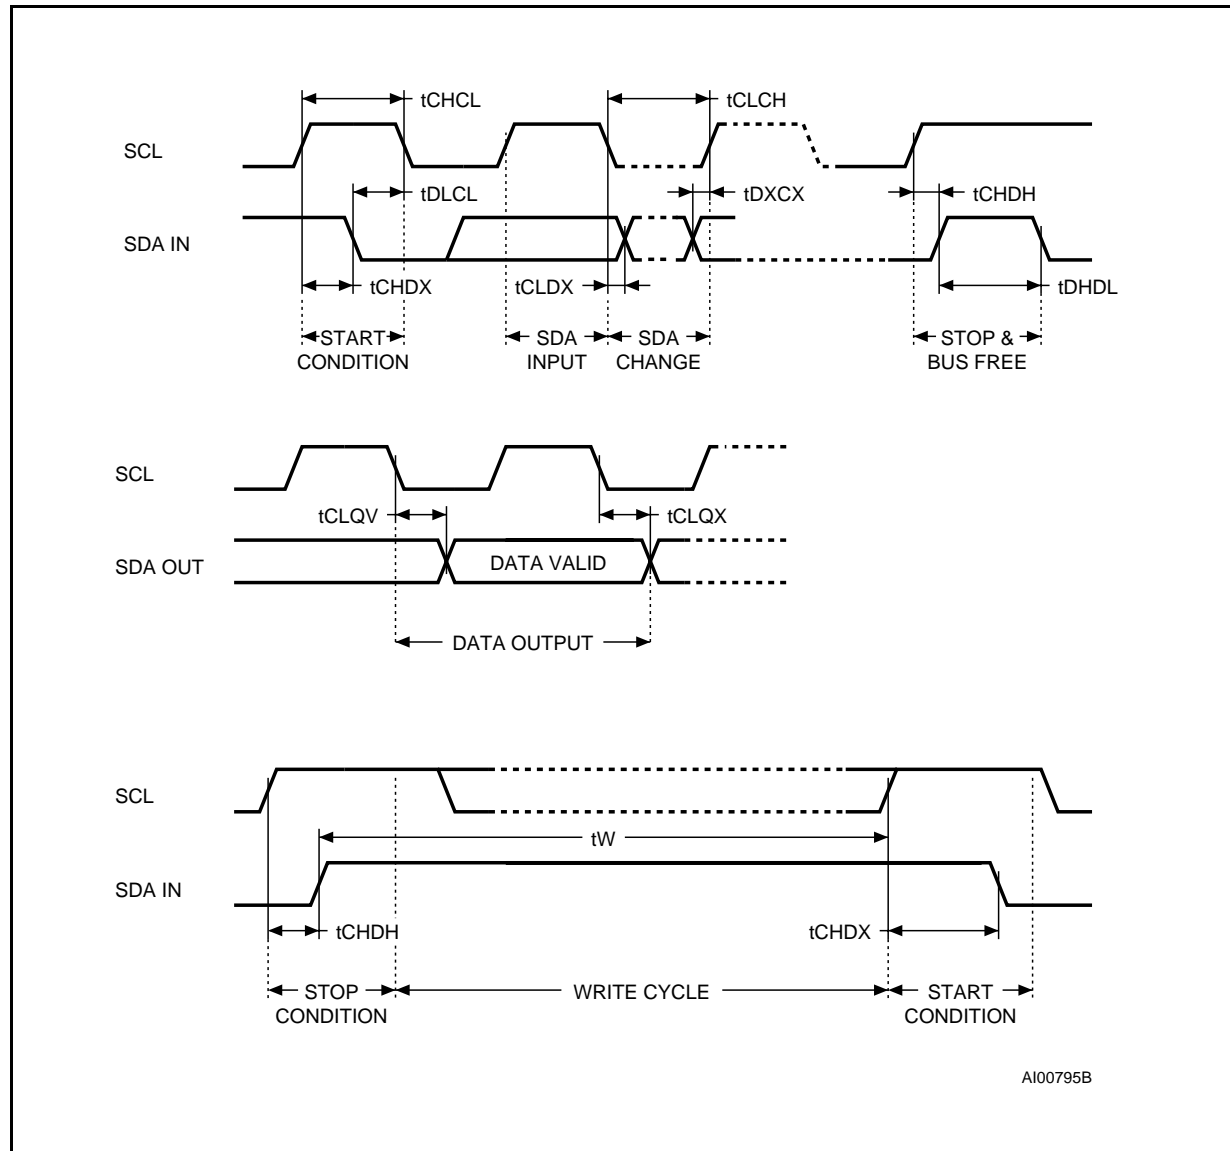 tCHCL
tCLCH
SCL
tDLCL
tDXCX
tCHDH
SDA IN
tCHDX
tCLDX
tDHDL
START
CONDITION
SDA
INPUT
SDA
CHANGE
STOP &
BUS FREE
SCL
tCLQV
tCLQX
SDA OUT
DATA VALID
DATA OUTPUT
SCL
tW
SDA IN
tCHDH
tCHDX
STOP
CONDITION
WRITE CYCLE
START
CONDITION
AI00795B